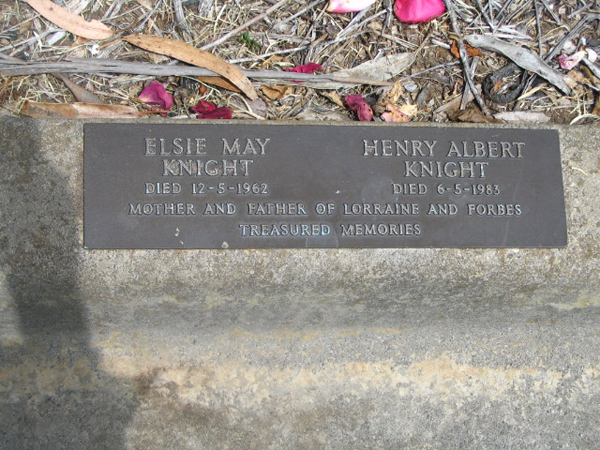 ELSIE MAY
KNIGHT
DIED 12-5-1962
HENRY ALBERT
KNIGHT
DIED 6-5-1983
MOTHER AND FATHER OF LORRAINE AND FORBES
TREASURED MEMORIES